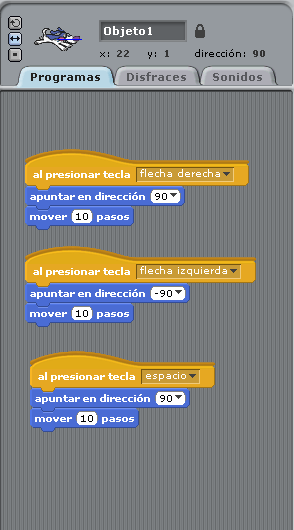 Objeto1
x: 22 y: 1 dirección: 90
Programas Disfraces Sonidos
al presionar tecla flecha derecha
apuntar en dirección 90
mover 10 pasos
al presionar tecla flecha izquierda
apuntar en dirección -90
mover 10 pasos
al presionar tecla espacio
apuntar en dirección 90
mover 10 pasos